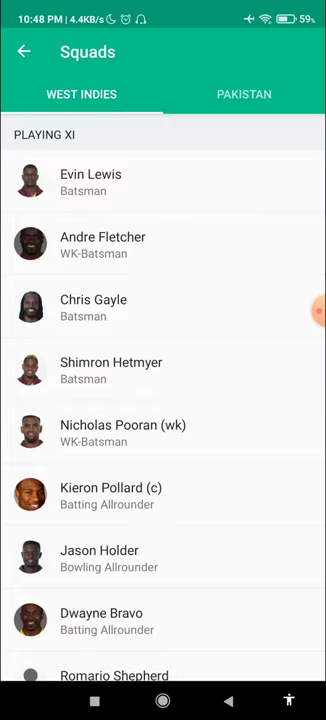 10:48 PM | 4.4KB/s
59%
Squads
WEST INDIES
PAKISTAN
PLAYING XI
Evin Lewis
Batsman
Andre Fletcher
WK-Batsman
Chris Gayle
Batsman
Shimron Hetmyer
Batsman
Nicholas Pooran (wk)
WK-Batsman
Kieron Pollard (c)
Batting Allrounder
Jason Holder
Bowling Allrounder
Dwayne Bravo
Batting Allrounder
Romario Shepherd